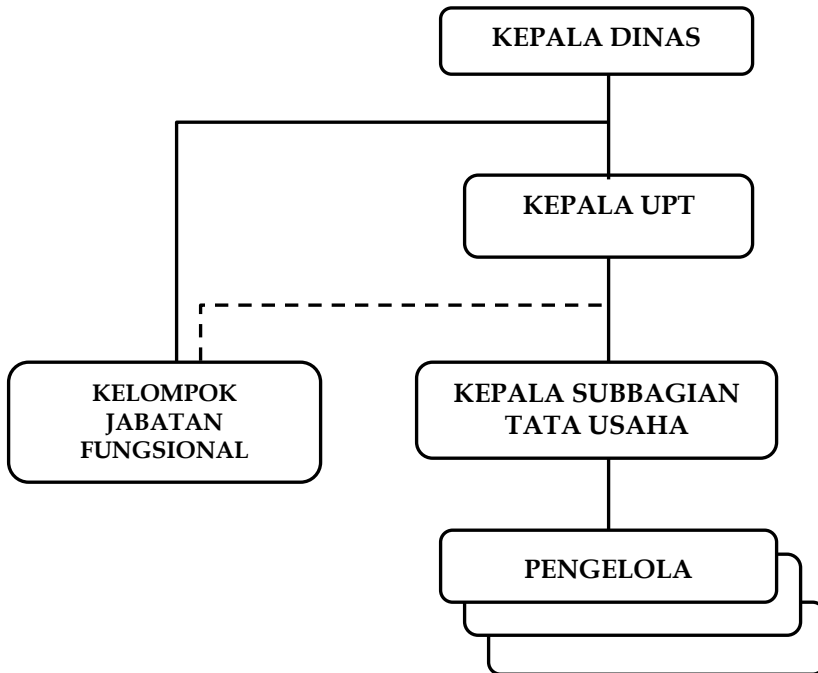 KEPALA DINAS
KEPALA UPT
KELOMPOK
JABATAN
FUNGSIONAL
KEPALA SUBBAGIAN
TATA USAHA
PENGELOLA